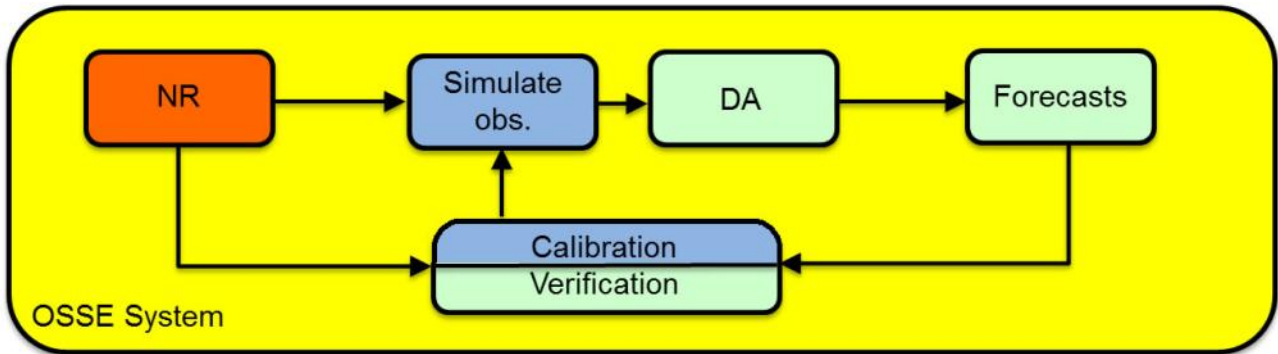 NR
Simulate
obs.
DA
Forecasts
Calibration
Verification
OSSE System